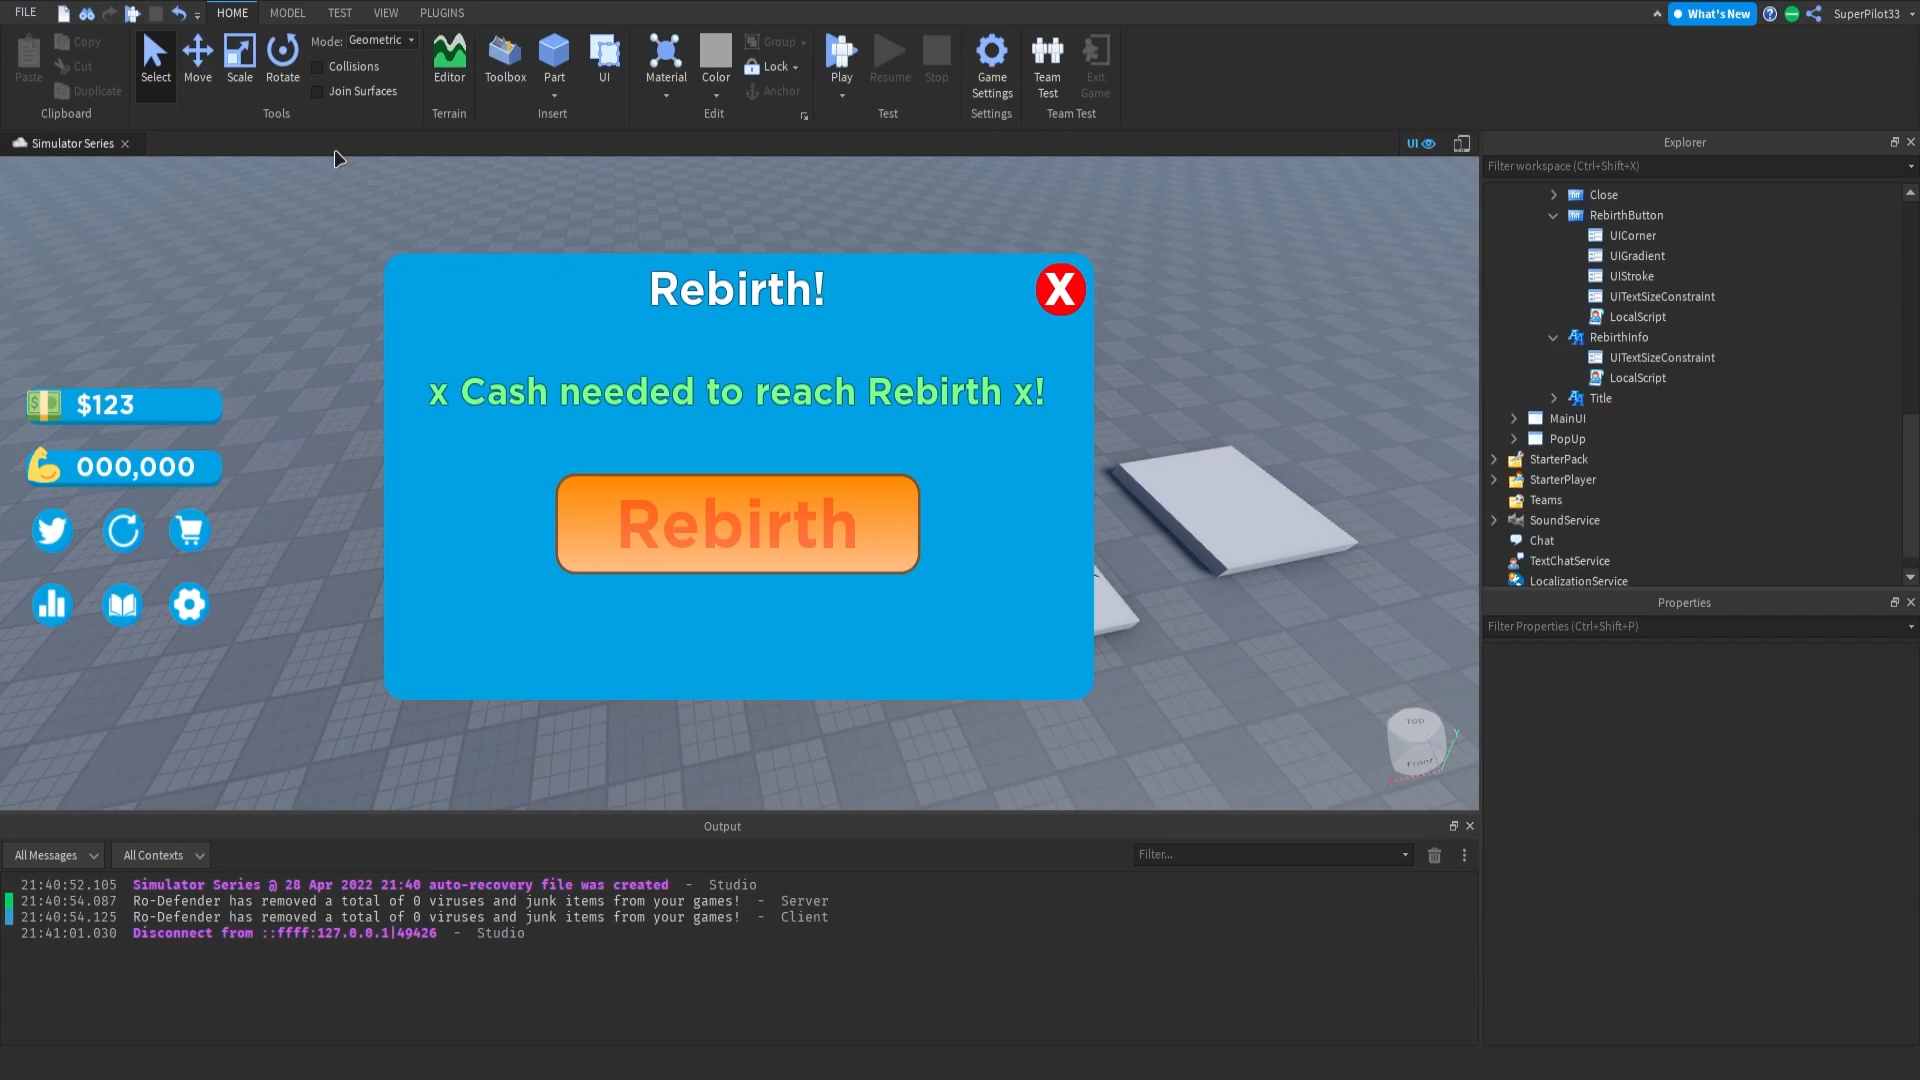 FILE
HOME
MODEL
TEST
VIEW
PLUGINS
What's New
SuperPilot33
Paste
Copy
Cut
Duplicate
Clipboard
Select
Move
Scale
Rotate
Mode: Geometric
Collisions
Join Surfaces
Tools
Editor
Terrain
Toolbox
Part
UI
Insert
Material
Color
Group
Lock
Anchor
Edit
Play
Resume
Stop
Test
Game
Settings
Settings
Team
Test
Exit
Game
Team Test
Simulator Series
UI
Rebirth!
X
x Cash needed to reach Rebirth x!
Rebirth
$123
000,000
Top
Front
Y
X
Explorer
Filter workspace (Ctrl+Shift+X)
Close
RebirthButton
UICorner
UIGradient
UIStroke
UITextSizeConstraint
LocalScript
RebirthInfo
UITextSizeConstraint
LocalScript
Title
MainUI
PopUp
StarterPack
StarterPlayer
Teams
SoundService
Chat
TextChatService
LocalizationService
Properties
Filter Properties (Ctrl+Shift+P)
Output
All Messages
All Contexts
Filter...
21:40:52.105 Simulator Series @ 28 Apr 2022 21:40 auto-recovery file was created - Studio
21:40:54.087 Ro-Defender has removed a total of 0 viruses and junk items from your games! - Server
21:40:54.125 Ro-Defender has removed a total of 0 viruses and junk items from your games! - Client
21:41:01.030 Disconnect from ::ffff:127.0.0.1|49426 - Studio